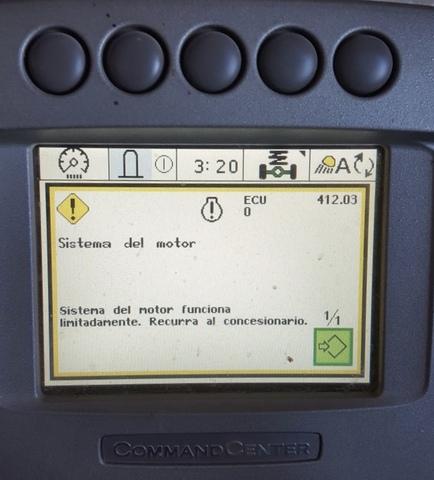 3:20
A
ECU 412.03
0
Sistema del motor
Sistema del motor funciona
limitadamente. Recurra al concesionario.
1/1
COMMANDCENTER